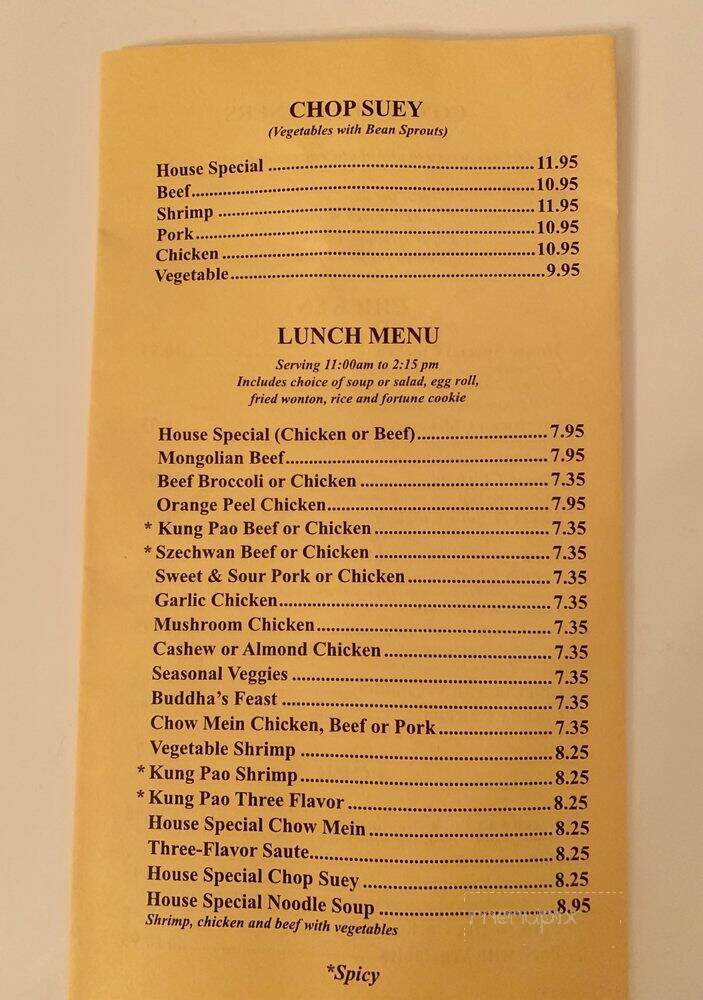 CHOP SUEY
(Vegetables with Bean Sprouts)
House Special ........ 11.95
Beef ........ 10.95
Shrimp ........ 11.95
Pork ........ 10.95
Chicken ........ 10.95
Vegetable ........ 9.95
LUNCH MENU
Serving 11:00am to 2:15 pm
Includes choice of soup or salad, egg roll,
fried wonton, rice and fortune cookie
House Special (Chicken or Beef) ........ 7.95
Mongolian Beef ........ 7.95
Beef Broccoli or Chicken ........ 7.35
Orange Peel Chicken ........ 7.95
* Kung Pao Beef or Chicken ........ 7.35
* Szechwan Beef or Chicken ........ 7.35
Sweet & Sour Pork or Chicken ........ 7.35
Garlic Chicken ........ 7.35
Mushroom Chicken ........ 7.35
Cashew or Almond Chicken ........ 7.35
Seasonal Veggies ........ 7.35
Buddha's Feast ........ 7.35
Chow Mein Chicken, Beef or Pork ........ 7.35
Vegetable Shrimp ........ 8.25
* Kung Pao Shrimp ........ 8.25
* Kung Pao Three Flavor ........ 8.25
House Special Chow Mein ........ 8.25
Three-Flavor Saute ........ 8.25
House Special Chop Suey ........ 8.25
House Special Noodle Soup ........ 8.95
Shrimp, chicken and beef with vegetables
menupix
*Spicy